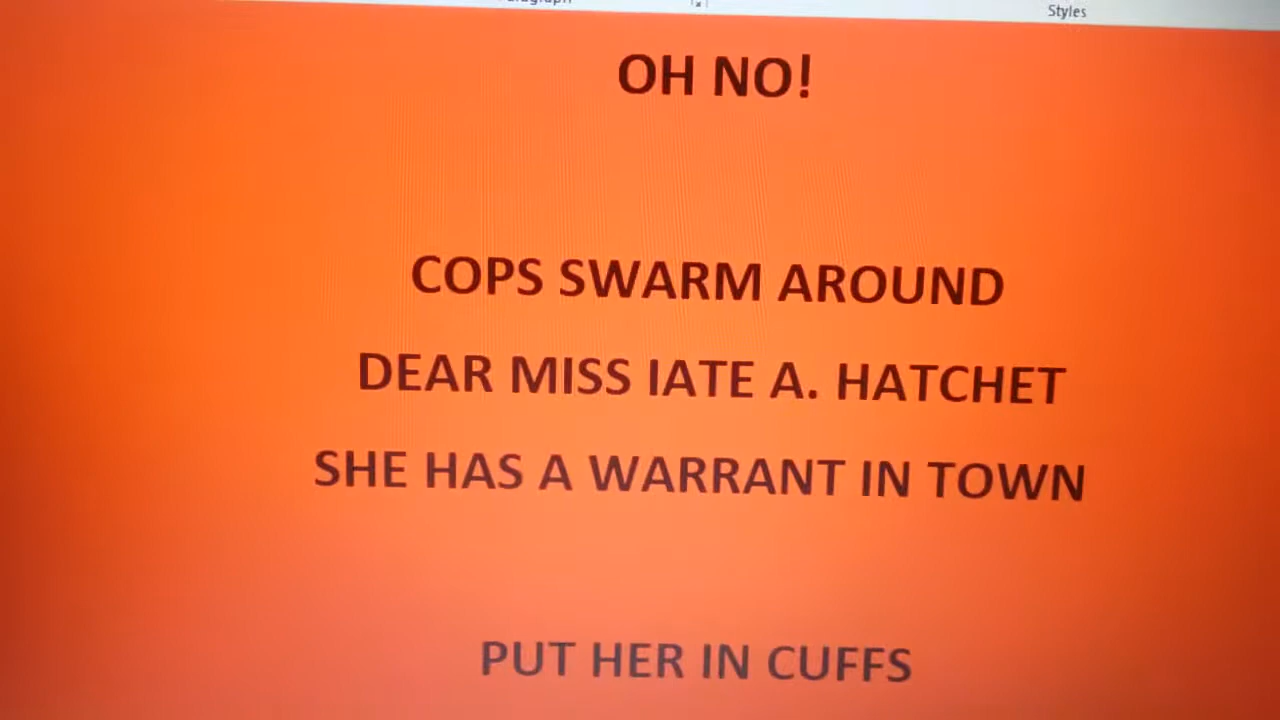 Styles
OH NO!
COPS SWARM AROUND
DEAR MISS IATE A. HATCHET
SHE HAS A WARRANT IN TOWN
PUT HER IN CUFFS